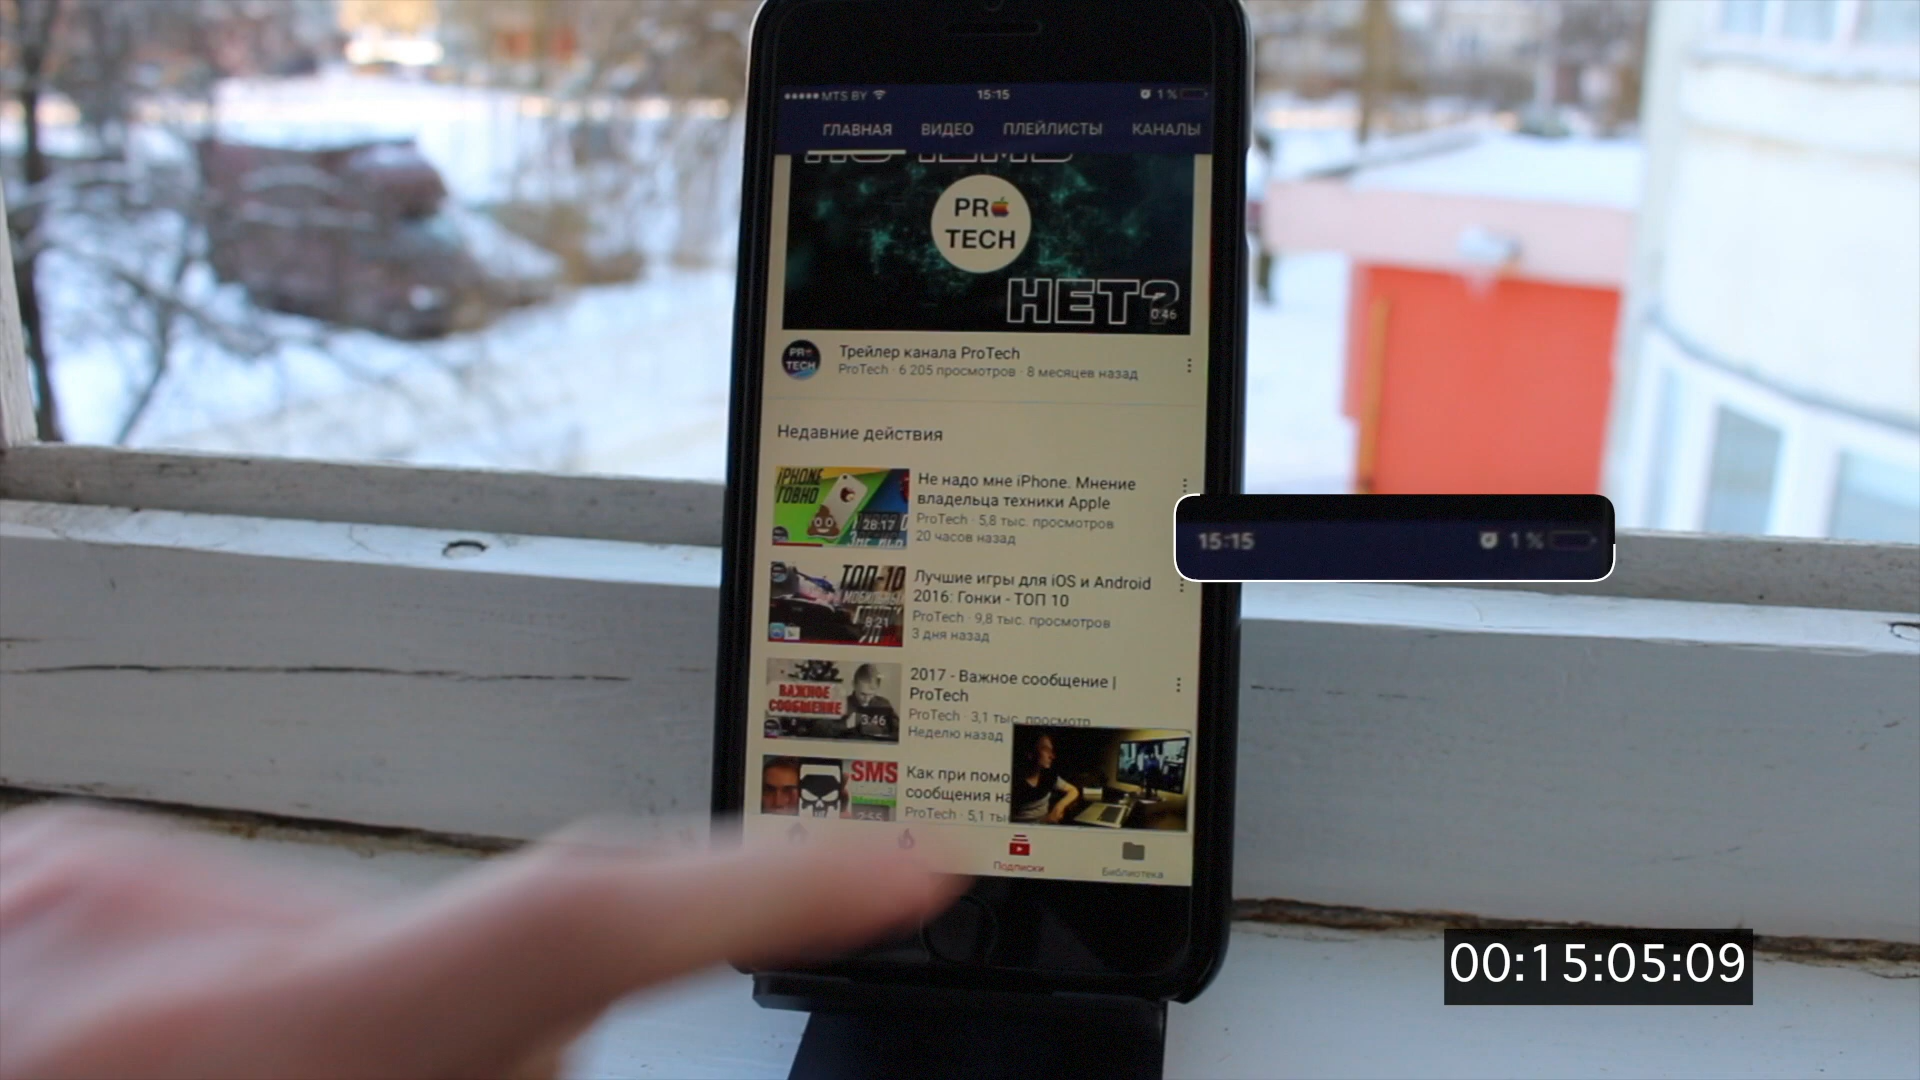 MTS BY 15:15 1 %
ГЛАВНАЯ ВИДЕО ПЛЕЙЛИСТЫ КАНАЛЫ
PRO
TECH
НЕТ?
0:46
Трейлер канала ProTech
ProTech · 6 205 просмотров · 8 месяцев назад
Недавние действия
IPHONE
ГОВНО
28:17
Не надо мне iPhone. Мнение
владельца техники Apple
ProTech · 5,8 тыс. просмотров
20 часов назад
15:15 1 %
ТОП-10
8:21
Лучшие игры для iOS и Android
2016: Гонки - ТОП 10
ProTech · 9,8 тыс. просмотров
3 дня назад
ВАЖНОЕ
СООБЩЕНИЕ
3:46
2017 - Важное сообщение |
ProTech
ProTech · 3,1 тыс. просмотр
Неделю назад
SMS
Как при помо
сообщения на
ProTech · 5,1 ты
Подписки
Библиотека
00:15:05:09